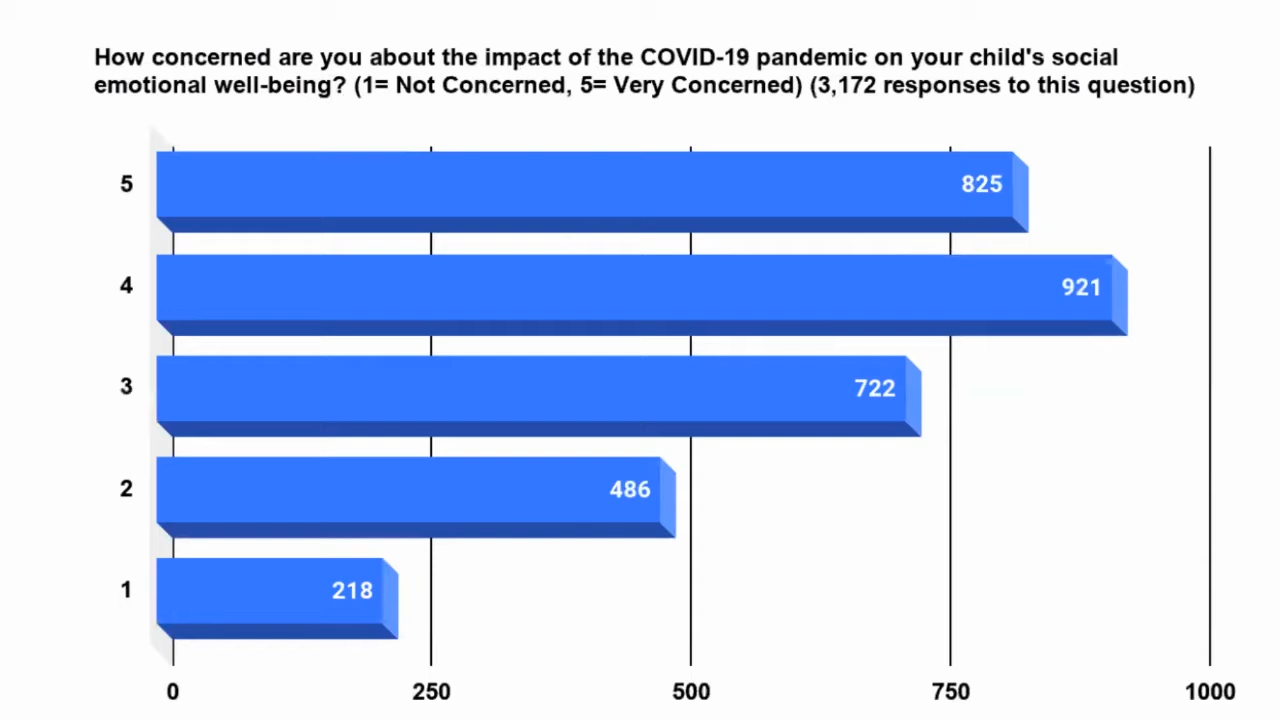 How concerned are you about the impact of the COVID-19 pandemic on your child's social
emotional well-being? (1= Not Concerned, 5= Very Concerned) (3,172 responses to this question)
5 825
4 921
3 722
2 486
1 218
0 250 500 750 1000